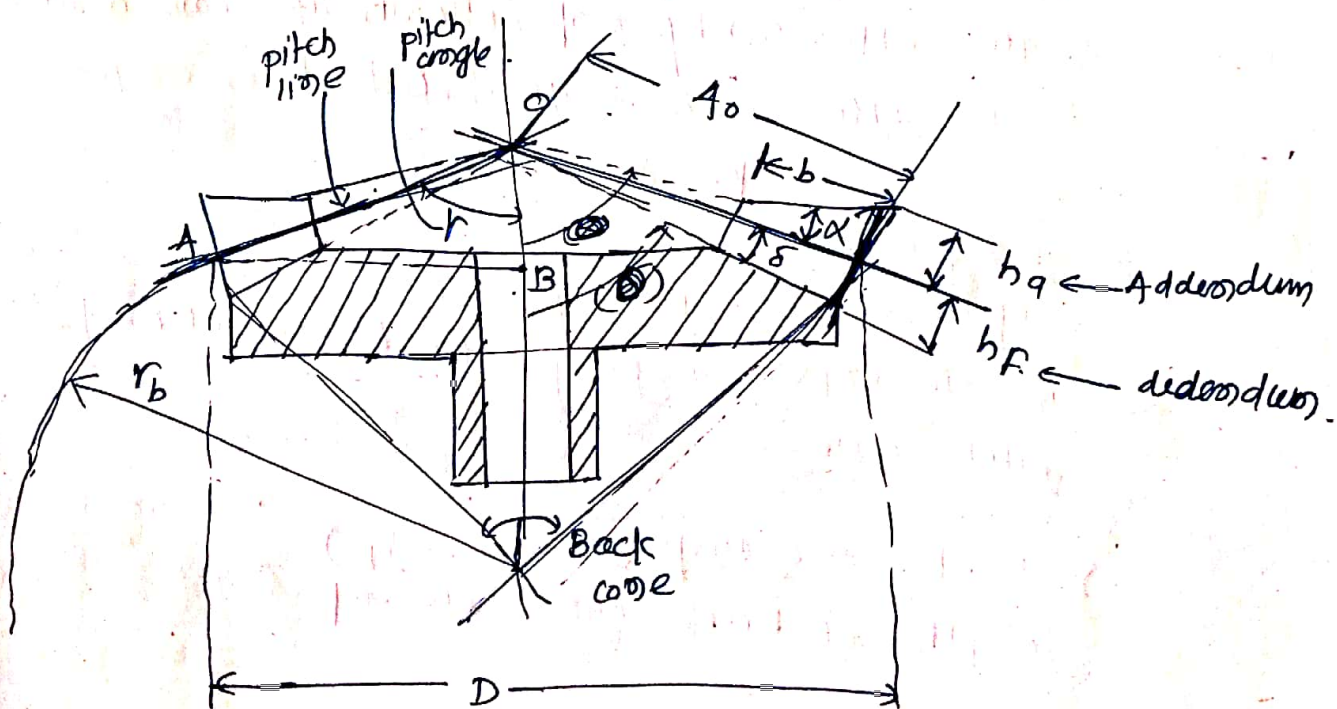 pitch
line
pitch
angle
O
A0
b
α
δ
r
A
B
ha ← Addendum
hf ← dedendum.
rb
Back
cone
D